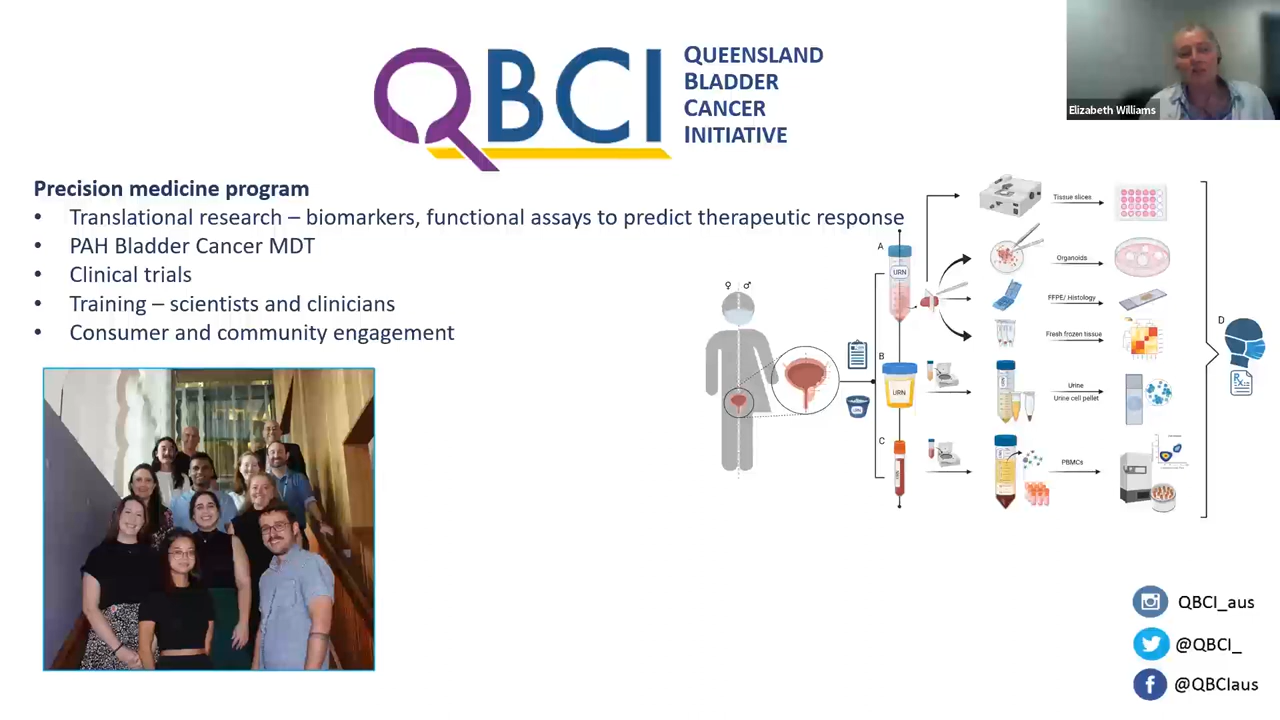 QBCI
QUEENSLAND
BLADDER
CANCER
INITIATIVE
Elizabeth Williams
Precision medicine program
• Translational research – biomarkers, functional assays to predict therapeutic response
• PAH Bladder Cancer MDT
• Clinical trials
• Training – scientists and clinicians
• Consumer and community engagement
A
URN
Tissue slices
Organoids
FFPE/ Histology
Fresh frozen tissue
B
URN
Urine
Urine cell pellet
C
PBMCs
D
Rx
QBCI_aus
@QBCI_
@QBCIaus